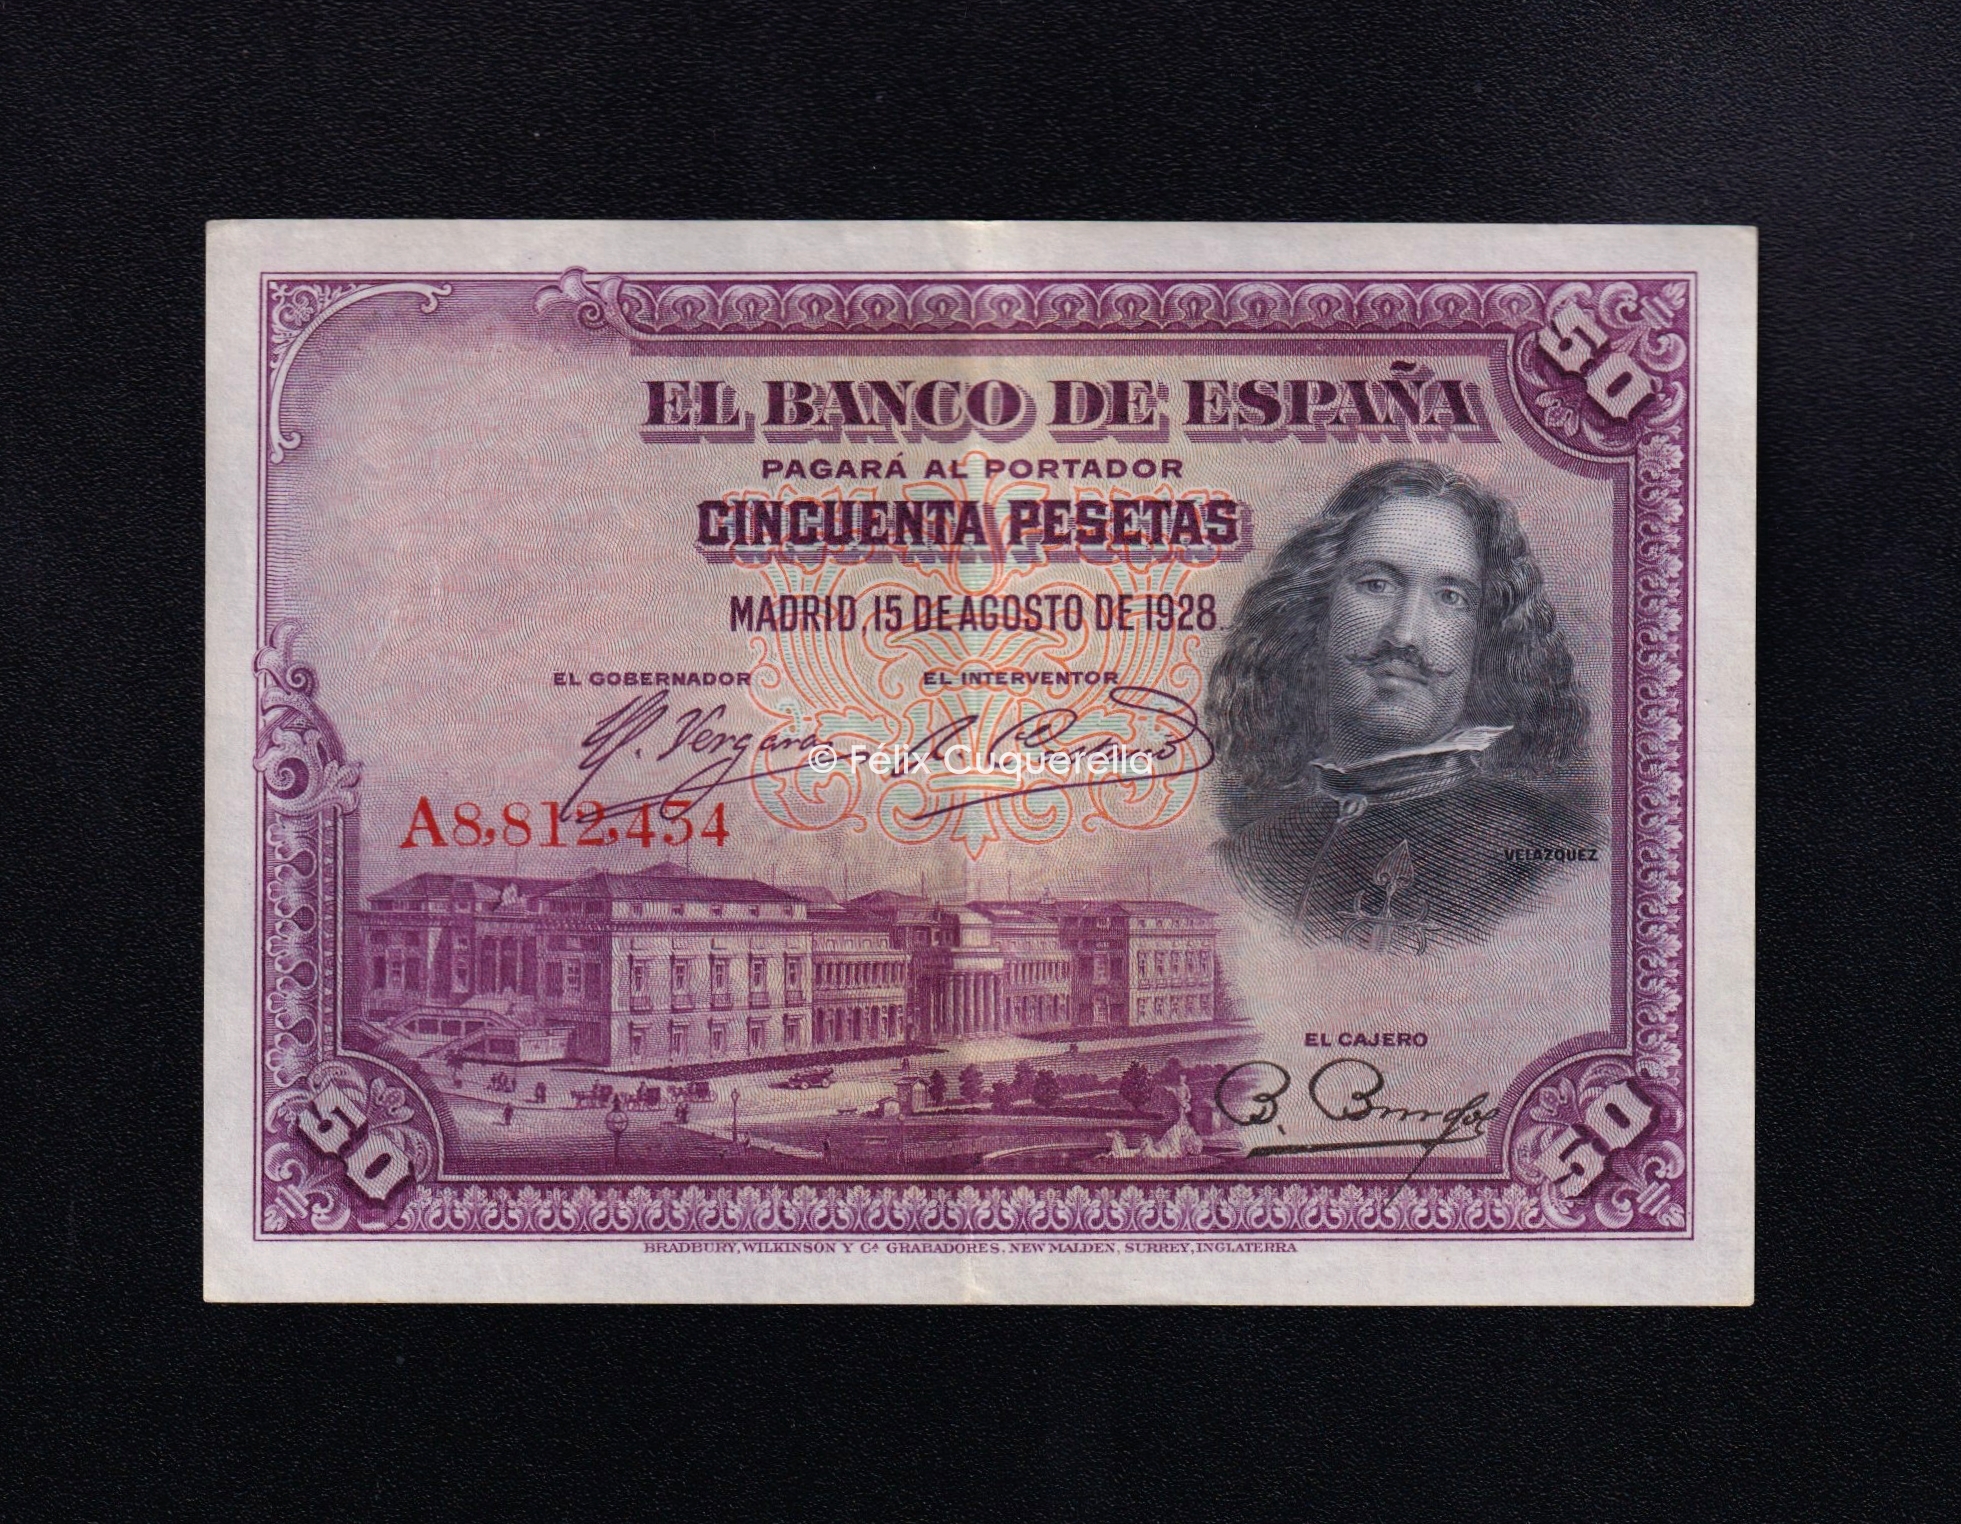 EL BANCO DE ESPAÑA
50
PAGARÁ AL PORTADOR
CINCUENTA PESETAS
MADRID, 15 DE AGOSTO DE 1928.
EL GOBERNADOR EL INTERVENTOR
Vergara
© Félix Cuquerella
A8,812,434
VELAZQUEZ
EL CAJERO
B. Burgos
50 50
BRADBURY, WILKINSON Y Cª GRABADORES. NEW MALDEN, SURREY, INGLATERRA